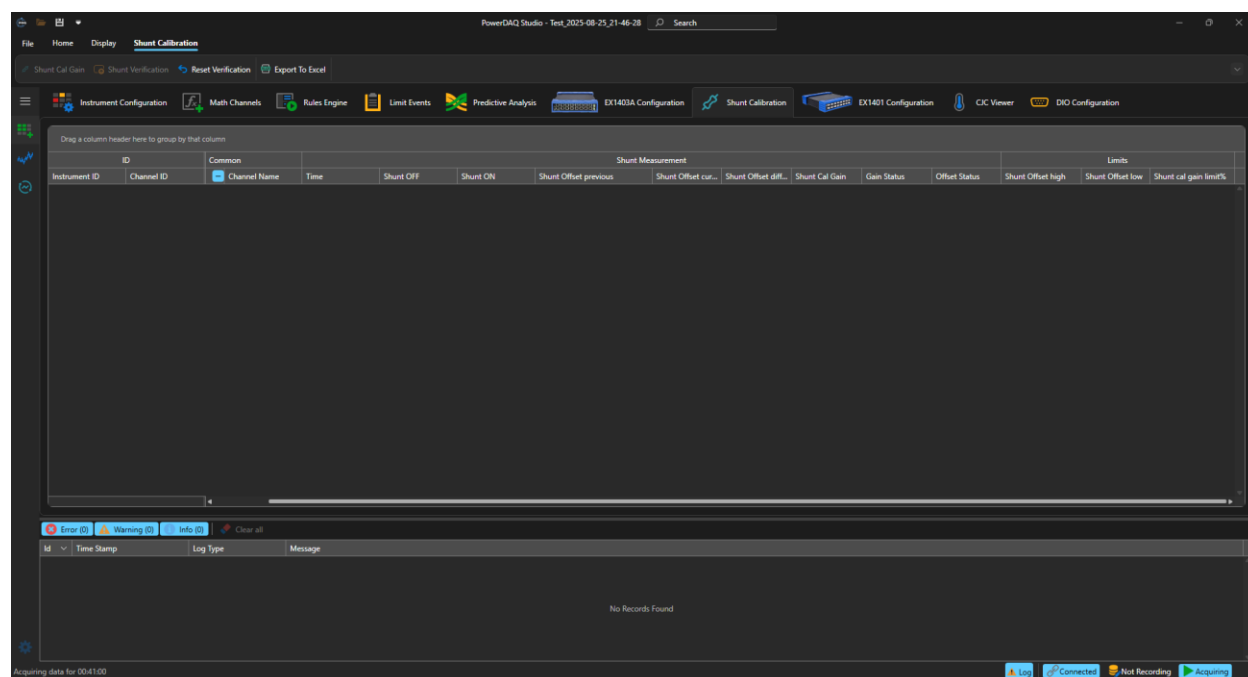 PowerDAQ Studio - Test_2025-08-25_21-46-28 Search
File Home Display Shunt Calibration
Shunt Cal Gain Shunt Verification Reset Verification Export To Excel
Instrument Configuration Math Channels Rules Engine Limit Events Predictive Analysis EX1403A Configuration Shunt Calibration EX1401 Configuration CJC Viewer DIO Configuration
Drag a column header here to group by that column
ID Common Shunt Measurement Limits
Instrument ID Channel ID Channel Name Time Shunt OFF Shunt ON Shunt Offset previous Shunt Offset cur... Shunt Offset diff... Shunt Cal Gain Gain Status Offset Status Shunt Offset high Shunt Offset low Shunt cal gain limit%
Error (0) Warning (0) Info (0) Clear all
Id Time Stamp Log Type Message
No Records Found
Acquiring data for 00:41:00 Log Connected Not Recording Acquiring